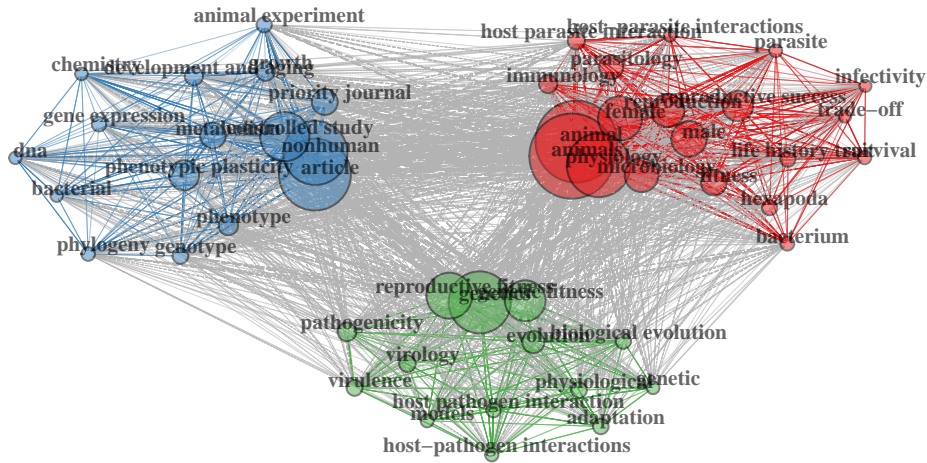 animal experiment
chemistry
development and aging
growth
priority journal
gene expression
metabolism
controlled study
nonhuman
dna
phenotypic plasticity
article
bacterial
phenotype
phylogeny
genotype
host parasite interaction
host-parasite interactions
parasite
parasitology
immunology
infectivity
reproduction
reproductive success
female
trade-off
animal
male
animals
physiology
life history trait
survival
microbiology
fitness
hexapoda
bacterium
reproductive fitness
genetic fitness
pathogenicity
evolution
biological evolution
virology
virulence
physiological
genetic
host pathogen interaction
models
adaptation
host-pathogen interactions